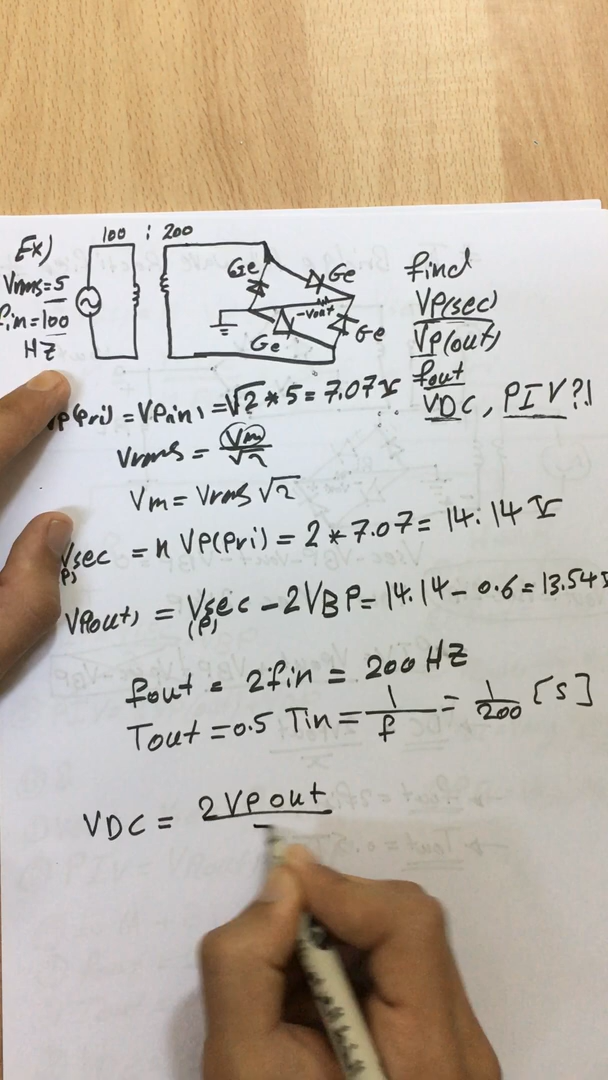 Ex)
100 : 200
Vrms=5
fin=100
HZ
Ge
Ge
-Vout+
Ge
Ge
find
VP(sec)
VP(out)
fout
VDC, PIV?!
VP(Pri) = VP(in) = √2 * 5 = 7.07 V
Vrms = Vm/√2
Vm = Vrms √2
Vsec(P) = n VP(Pri) = 2 * 7.07 = 14.14 V
VP(out) = Vsec(P) - 2VBP = 14.14 - 0.6 = 13.54 V
fout = 2fin = 200 HZ
Tout = 0.5 Tin = 1/f = 1/200 [s]
VDC = 2VP out